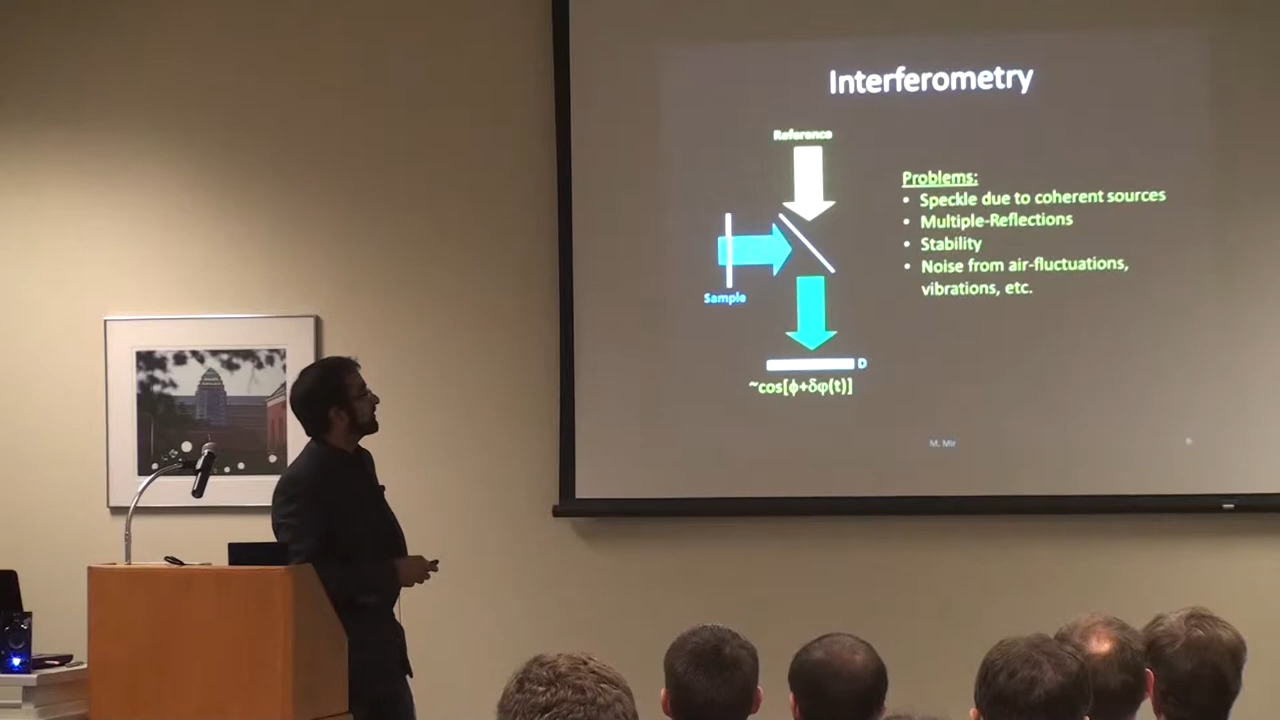 Interferometry
Reference
Problems:
• Speckle due to coherent sources
• Multiple-Reflections
• Stability
• Noise from air-fluctuations,
vibrations, etc.
Sample
D
~cos[ϕ+δφ(t)]
M. Mir